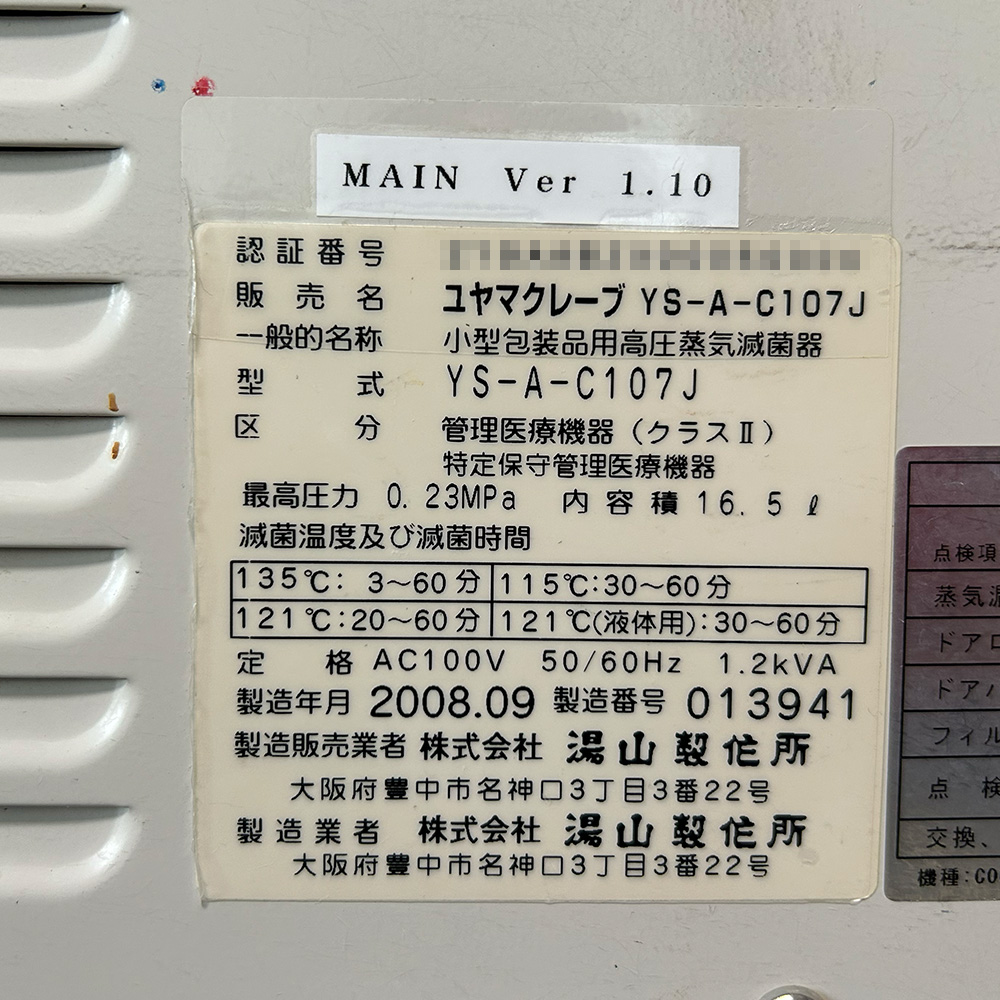 MAIN Ver 1.10
認証番号
販売名 ユヤマクレーブ YS-A-C107J
一般的名称 小型包装品用高圧蒸気滅菌器
型式 YS-A-C107J
区分 管理医療機器(クラスⅡ)
特定保守管理医療機器
最高圧力 0.23MPa 内容積 16.5ℓ
滅菌温度及び滅菌時間
135℃: 3~60分 115℃:30~60分
121℃:20~60分 121℃(液体用):30~60分
定格 AC100V 50/60Hz 1.2kVA
製造年月 2008.09 製造番号 013941
製造販売業者 株式会社 湯山製作所
大阪府豊中市名神口3丁目3番22号
製造業者 株式会社 湯山製作所
大阪府豊中市名神口3丁目3番22号
点検項
蒸気
ドア
ドア
フィル
点検
交換、
機種:CO